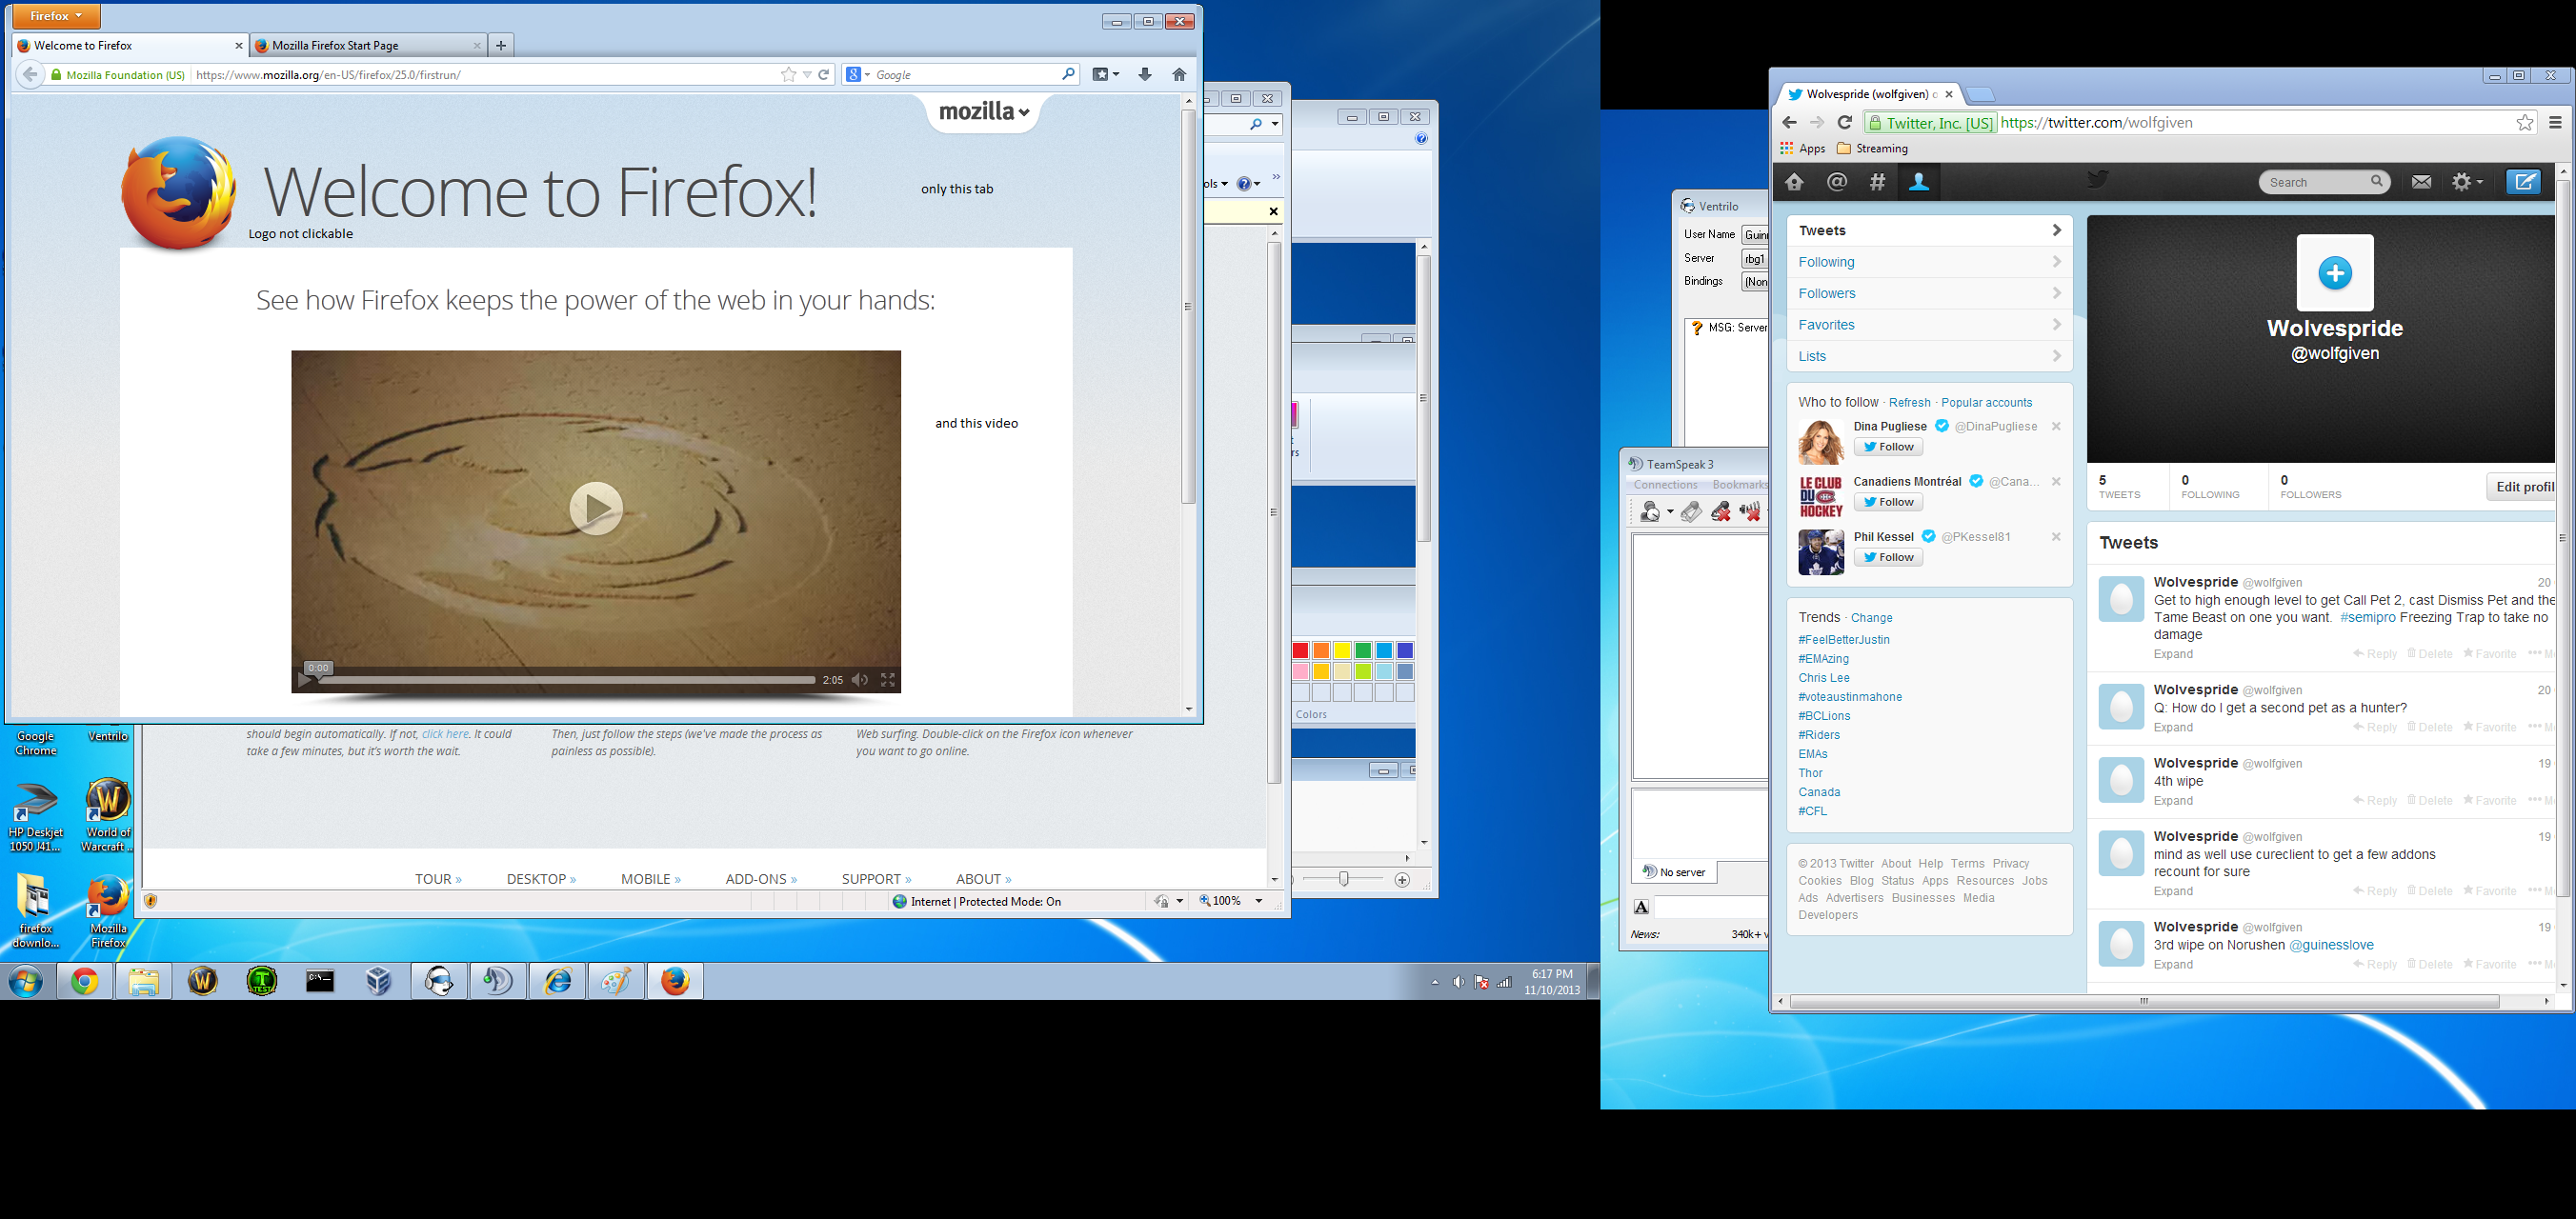 Firefox
Welcome to Firefox
Mozilla Firefox Start Page
Mozilla Foundation (US)
https://www.mozilla.org/en-US/firefox/25.0/firstrun/
Google
mozilla
Welcome to Firefox!
only this tab
Logo not clickable
See how Firefox keeps the power of the web in your hands:
and this video
0:00
2:05
ols
rs
Colors
Google
Chrome
Ventrilo
should begin automatically. If not, click here. It could
take a few minutes, but it's worth the wait.
Then, just follow the steps (we've made the process as
painless as possible).
Web surfing. Double-click on the Firefox icon whenever
you want to go online.
HP Deskjet
1050 J41...
World of
Warcraft ..
firefox
downlo...
Mozilla
Firefox
TOUR »
DESKTOP »
MOBILE »
ADD-ONS »
SUPPORT »
ABOUT »
Internet | Protected Mode: On
100%
TEST
6:17 PM
11/10/2013
Ventrilo
User Name
Guin
Server
rbg1
Bindings
(Non
MSG: Server
TeamSpeak 3
Connections
Bookmarks
No server
A
News:
340k+ v
Wolvespride (wolfgiven) o
Twitter, Inc. [US]
https://twitter.com/wolfgiven
Apps
Streaming
Search
Tweets
Following
Followers
Favorites
Lists
Who to follow · Refresh · Popular accounts
Dina Pugliese @DinaPugliese
Follow
LE CLUB
DU
HOCKEY
Canadiens Montréal @Cana...
Follow
Phil Kessel @PKessel81
Follow
Trends · Change
#FeelBetterJustin
#EMAzing
Chris Lee
#voteaustinmahone
#BCLions
#Riders
EMAs
Thor
Canada
#CFL
© 2013 Twitter About Help Terms Privacy
Cookies Blog Status Apps Resources Jobs
Ads Advertisers Businesses Media
Developers
Wolvespride
@wolfgiven
5
TWEETS
0
FOLLOWING
0
FOLLOWERS
Edit profil
Tweets
Wolvespride @wolfgiven
20
Get to high enough level to get Call Pet 2, cast Dismiss Pet and the
Tame Beast on one you want. #semipro Freezing Trap to take no
damage
Expand
Reply Delete Favorite ••• M
Wolvespride @wolfgiven
20
Q: How do I get a second pet as a hunter?
Expand
Reply Delete Favorite ••• M
Wolvespride @wolfgiven
19
4th wipe
Expand
Reply Delete Favorite ••• M
Wolvespride @wolfgiven
19
mind as well use cureclient to get a few addons
recount for sure
Expand
Reply Delete Favorite ••• M
Wolvespride @wolfgiven
19
3rd wipe on Norushen @guinesslove
Expand
Reply Delete Favorite ••• M